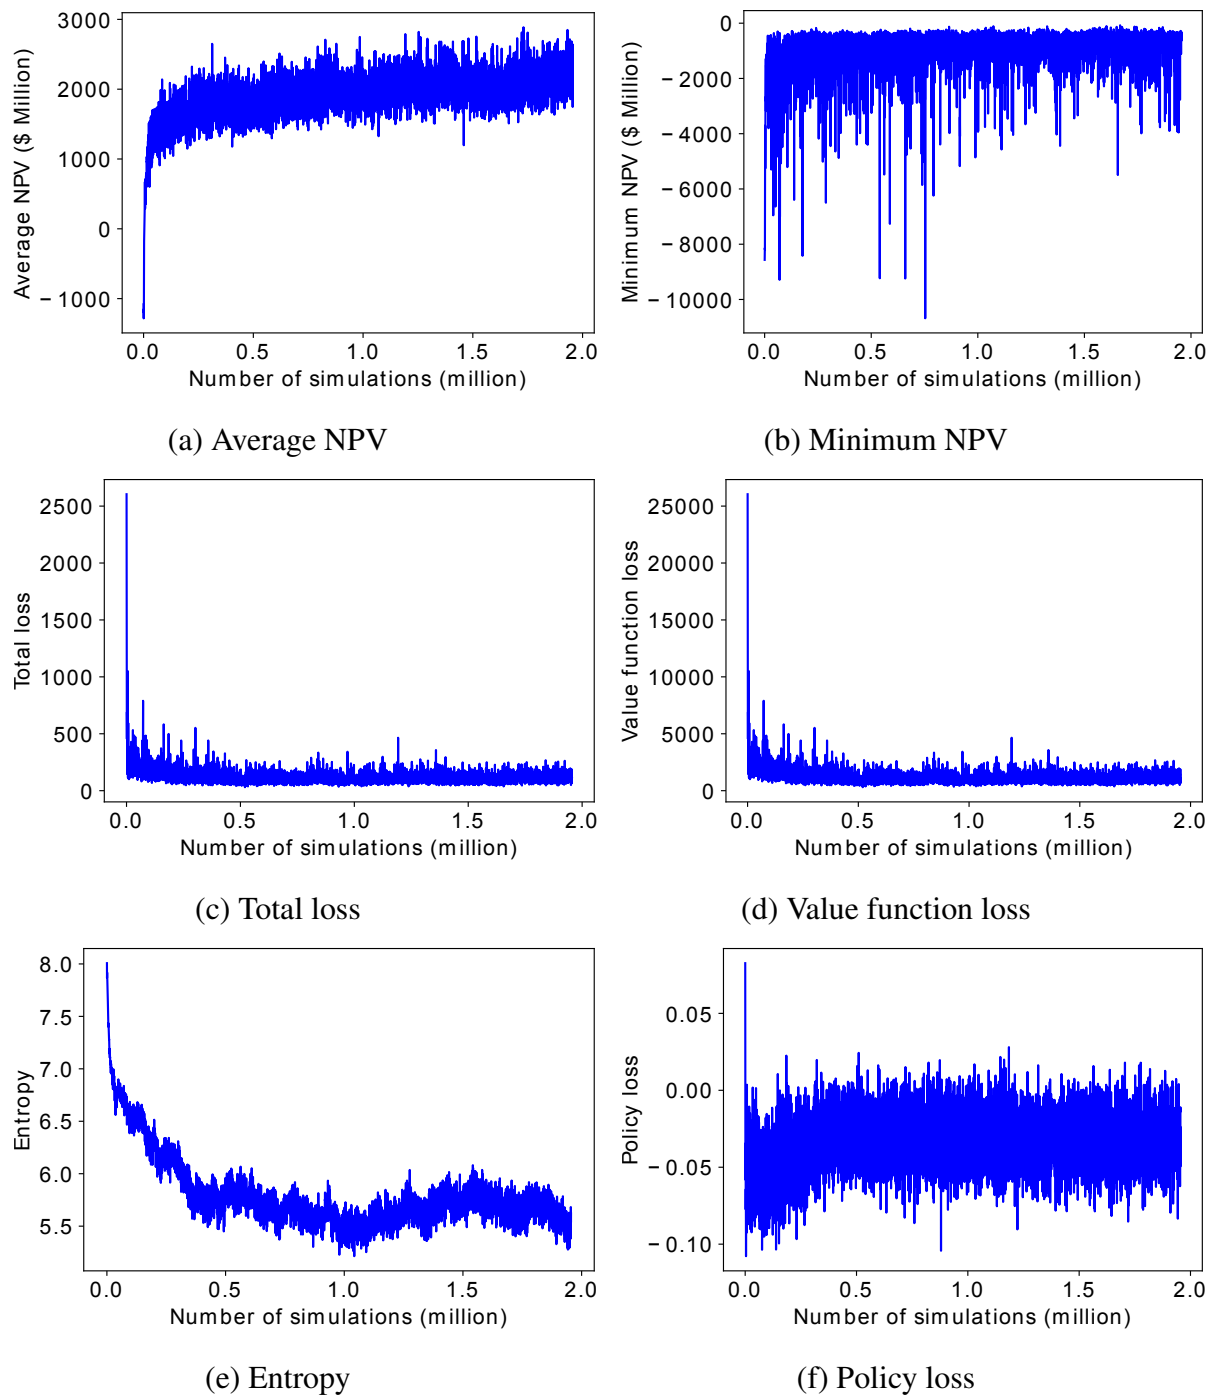 3000
2000
1000
0
−1000
Average NPV ($ Million)
0.0 0.5 1.0 1.5 2.0
Number of simulations (million)
(a) Average NPV
0
−2000
−4000
−6000
−8000
−10000
Minimum NPV ($ Million)
0.0 0.5 1.0 1.5 2.0
Number of simulations (million)
(b) Minimum NPV
2500
2000
1500
1000
500
0
Total loss
0.0 0.5 1.0 1.5 2.0
Number of simulations (million)
(c) Total loss
25000
20000
15000
10000
5000
0
Value function loss
0.0 0.5 1.0 1.5 2.0
Number of simulations (million)
(d) Value function loss
8.0
7.5
7.0
6.5
6.0
5.5
Entropy
0.0 0.5 1.0 1.5 2.0
Number of simulations (million)
(e) Entropy
0.05
0.00
−0.05
−0.10
Policy loss
0.0 0.5 1.0 1.5 2.0
Number of simulations (million)
(f) Policy loss